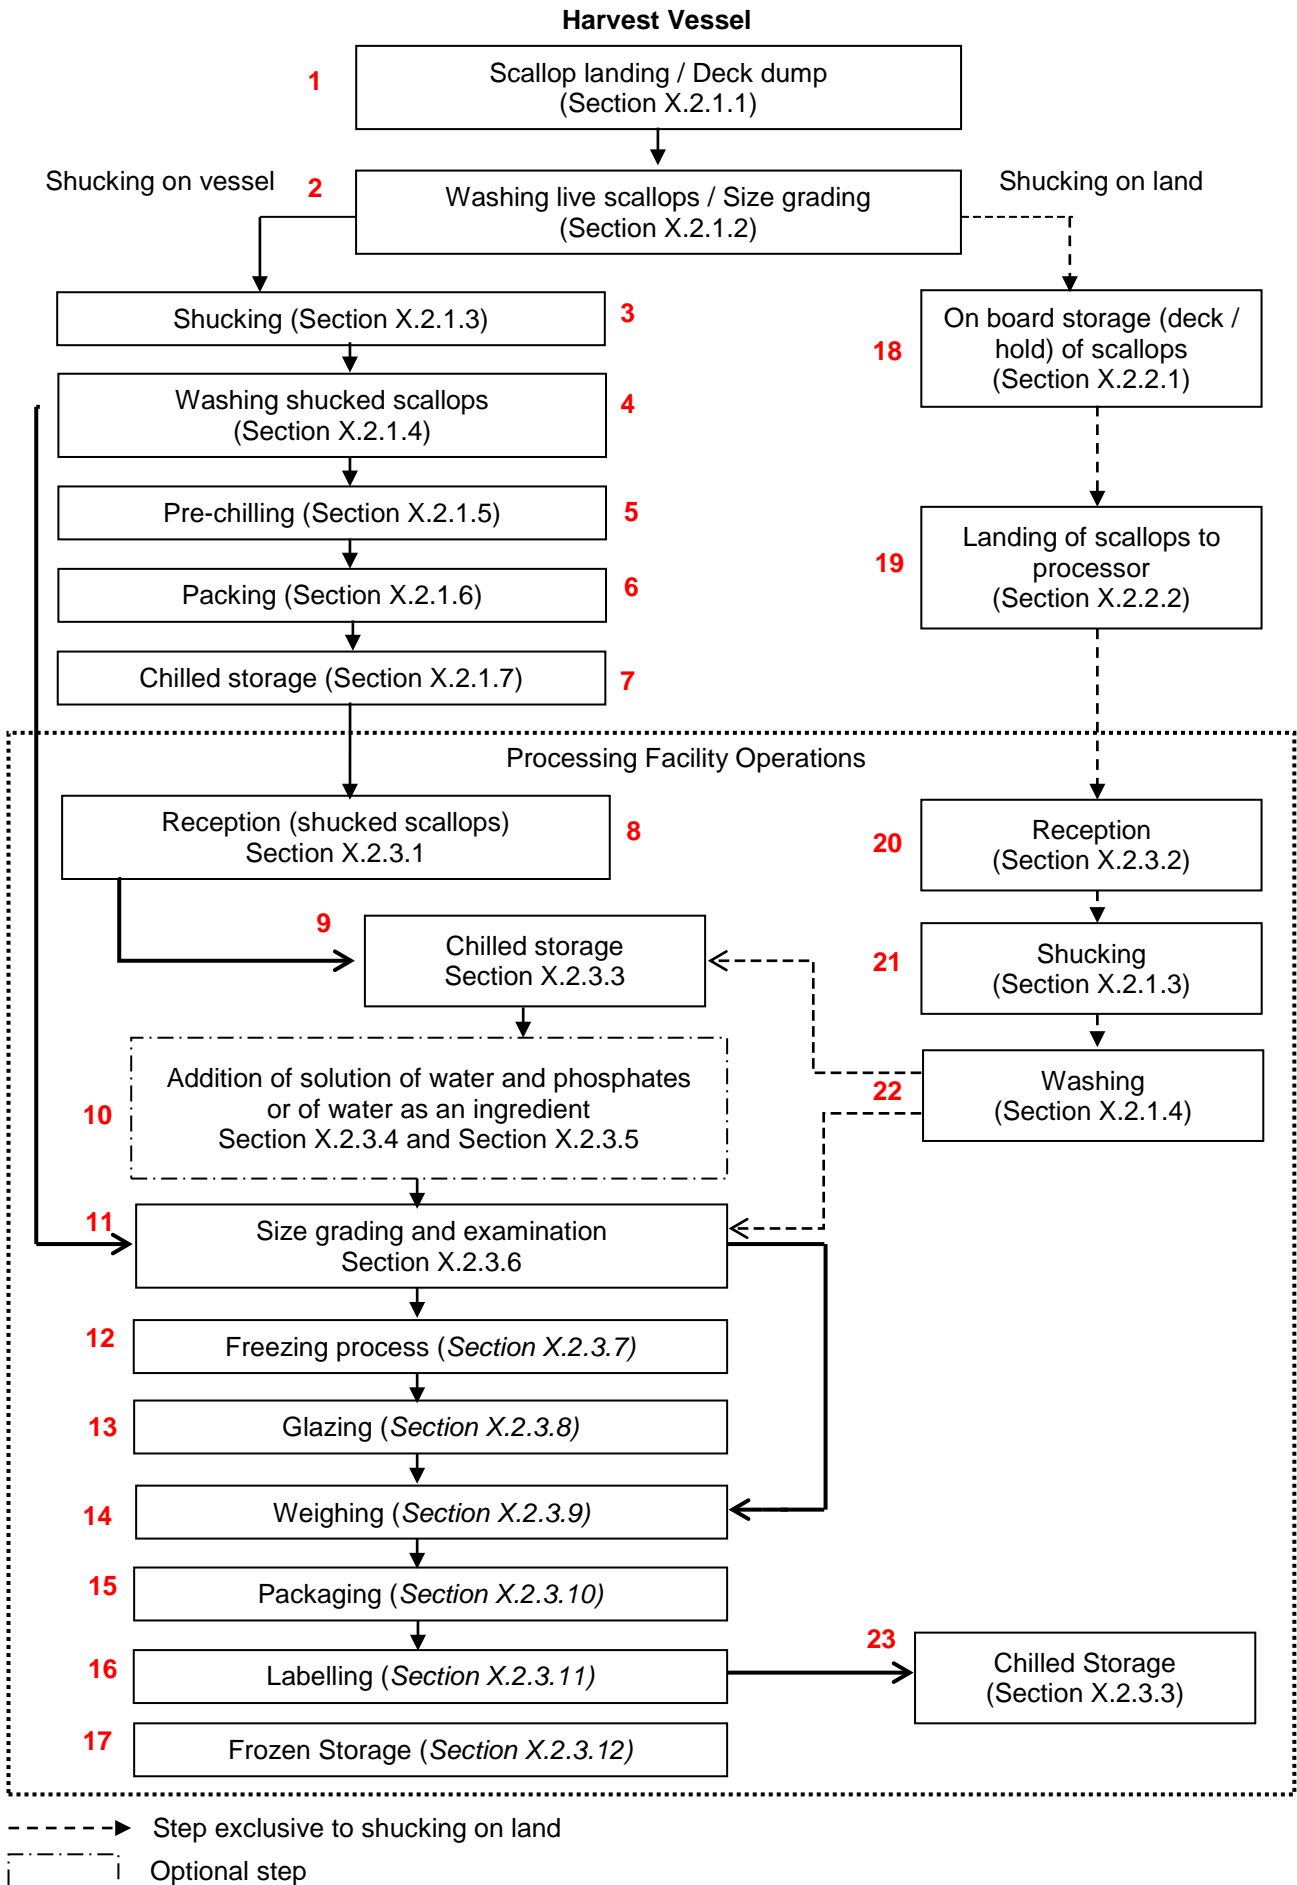 Harvest Vessel
1
Scallop landing / Deck dump
(Section X.2.1.1)
Shucking on vessel
2
Washing live scallops / Size grading
(Section X.2.1.2)
Shucking on land
Shucking (Section X.2.1.3)
3
18
On board storage (deck /
hold) of scallops
(Section X.2.2.1)
Washing shucked scallops
(Section X.2.1.4)
4
Pre-chilling (Section X.2.1.5)
5
19
Landing of scallops to
processor
(Section X.2.2.2)
Packing (Section X.2.1.6)
6
Chilled storage (Section X.2.1.7)
7
Processing Facility Operations
Reception (shucked scallops)
Section X.2.3.1
8
20
Reception
(Section X.2.3.2)
9
Chilled storage
Section X.2.3.3
21
Shucking
(Section X.2.1.3)
10
Addition of solution of water and phosphates
or of water as an ingredient
Section X.2.3.4 and Section X.2.3.5
22
Washing
(Section X.2.1.4)
11
Size grading and examination
Section X.2.3.6
12
Freezing process (Section X.2.3.7)
13
Glazing (Section X.2.3.8)
14
Weighing (Section X.2.3.9)
15
Packaging (Section X.2.3.10)
16
Labelling (Section X.2.3.11)
23
Chilled Storage
(Section X.2.3.3)
17
Frozen Storage (Section X.2.3.12)
Step exclusive to shucking on land
Optional step